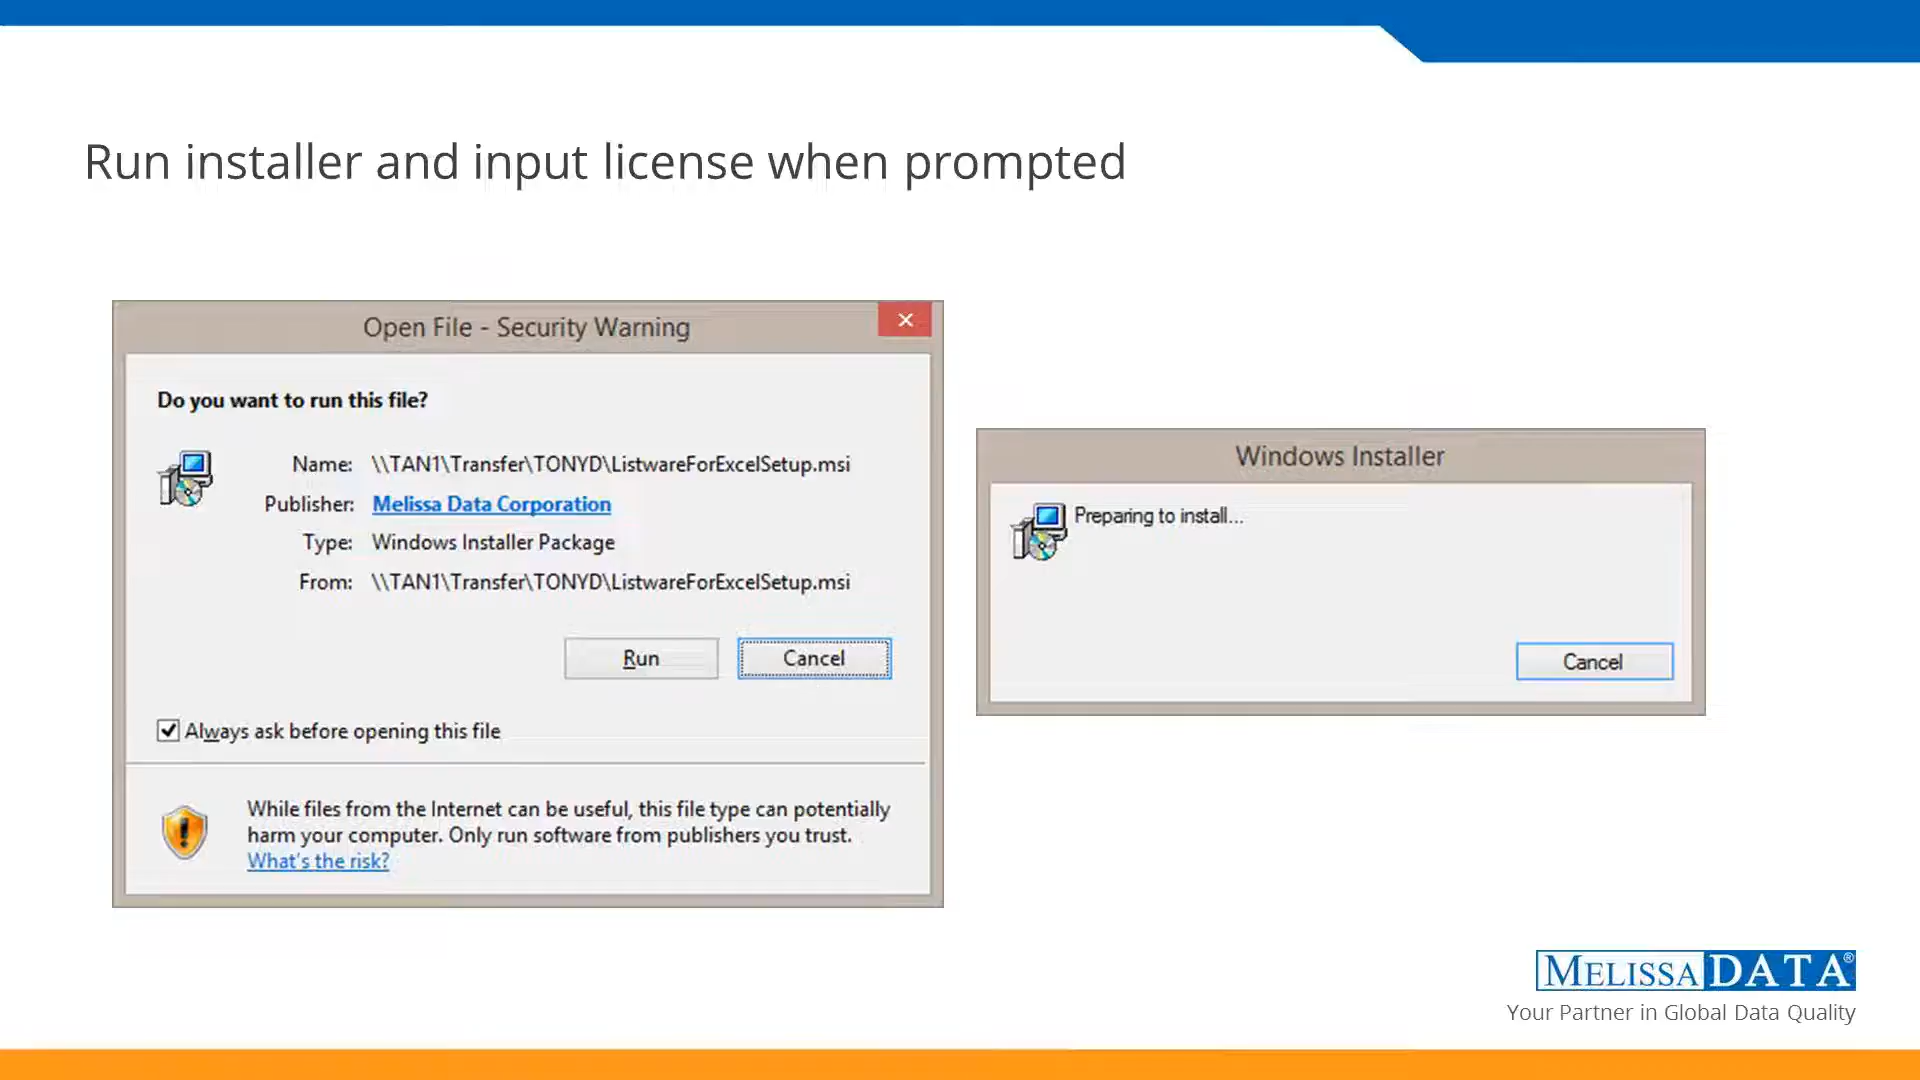 Run installer and input license when prompted
Open File - Security Warning
Do you want to run this file?
Name: \\TAN1\Transfer\TONYD\ListwareForExcelSetup.msi
Publisher: Melissa Data Corporation
Type: Windows Installer Package
From: \\TAN1\Transfer\TONYD\ListwareForExcelSetup.msi
Run Cancel
Always ask before opening this file
While files from the Internet can be useful, this file type can potentially
harm your computer. Only run software from publishers you trust.
What's the risk?
Windows Installer
Preparing to install...
Cancel
MELISSA DATA®
Your Partner in Global Data Quality